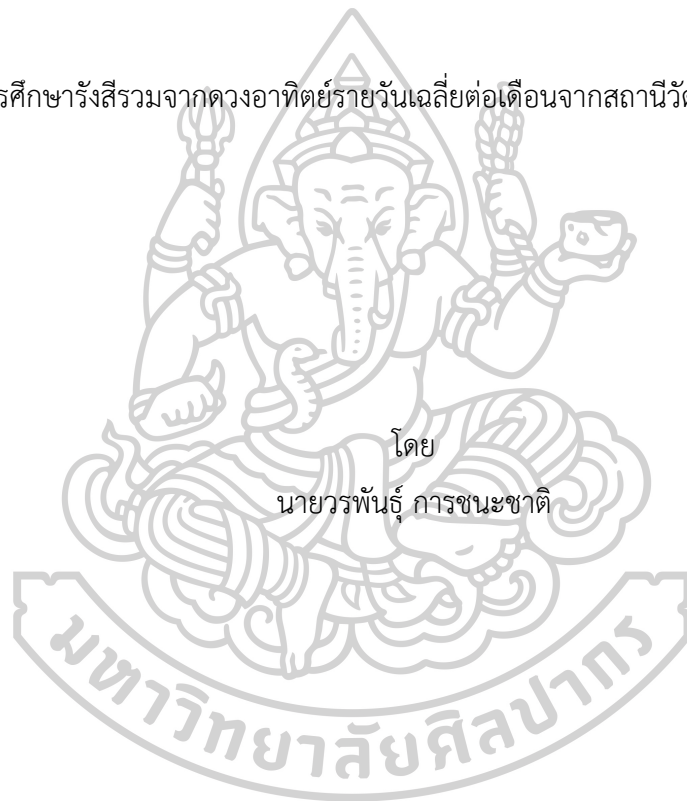 รศึกษารังสีรวมจากดวงอาทิตย์รายวันเฉลี่ยต่อเดือนจากสถานีวัด
โดย
นายวรพันธุ์ การชนะชาติ
มหาวิทยาลัยศิลปากร